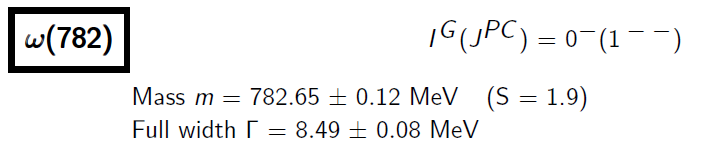 ω(782)
I^G(J^PC) = 0^−(1^− −)
Mass m = 782.65 ± 0.12 MeV (S = 1.9)
Full width Γ = 8.49 ± 0.08 MeV